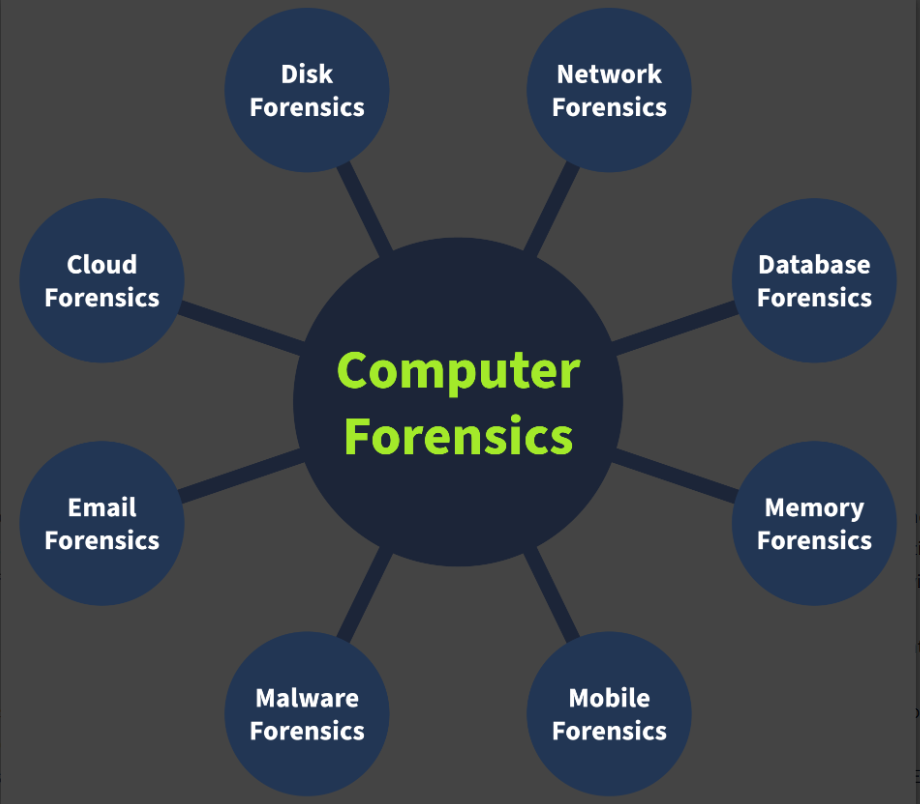 Disk
Forensics
Network
Forensics
Cloud
Forensics
Database
Forensics
Computer
Forensics
Email
Forensics
Memory
Forensics
Malware
Forensics
Mobile
Forensics